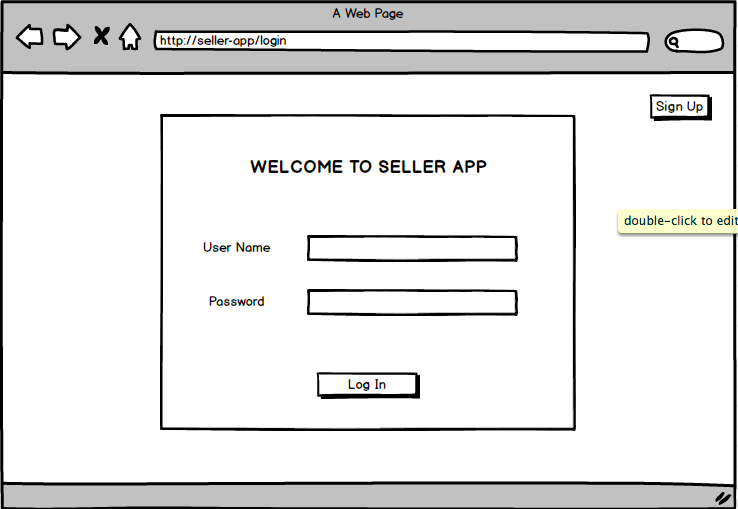 A Web Page
http://seller-app/login
Sign Up
WELCOME TO SELLER APP
double-click to edit
User Name
Password
Log In